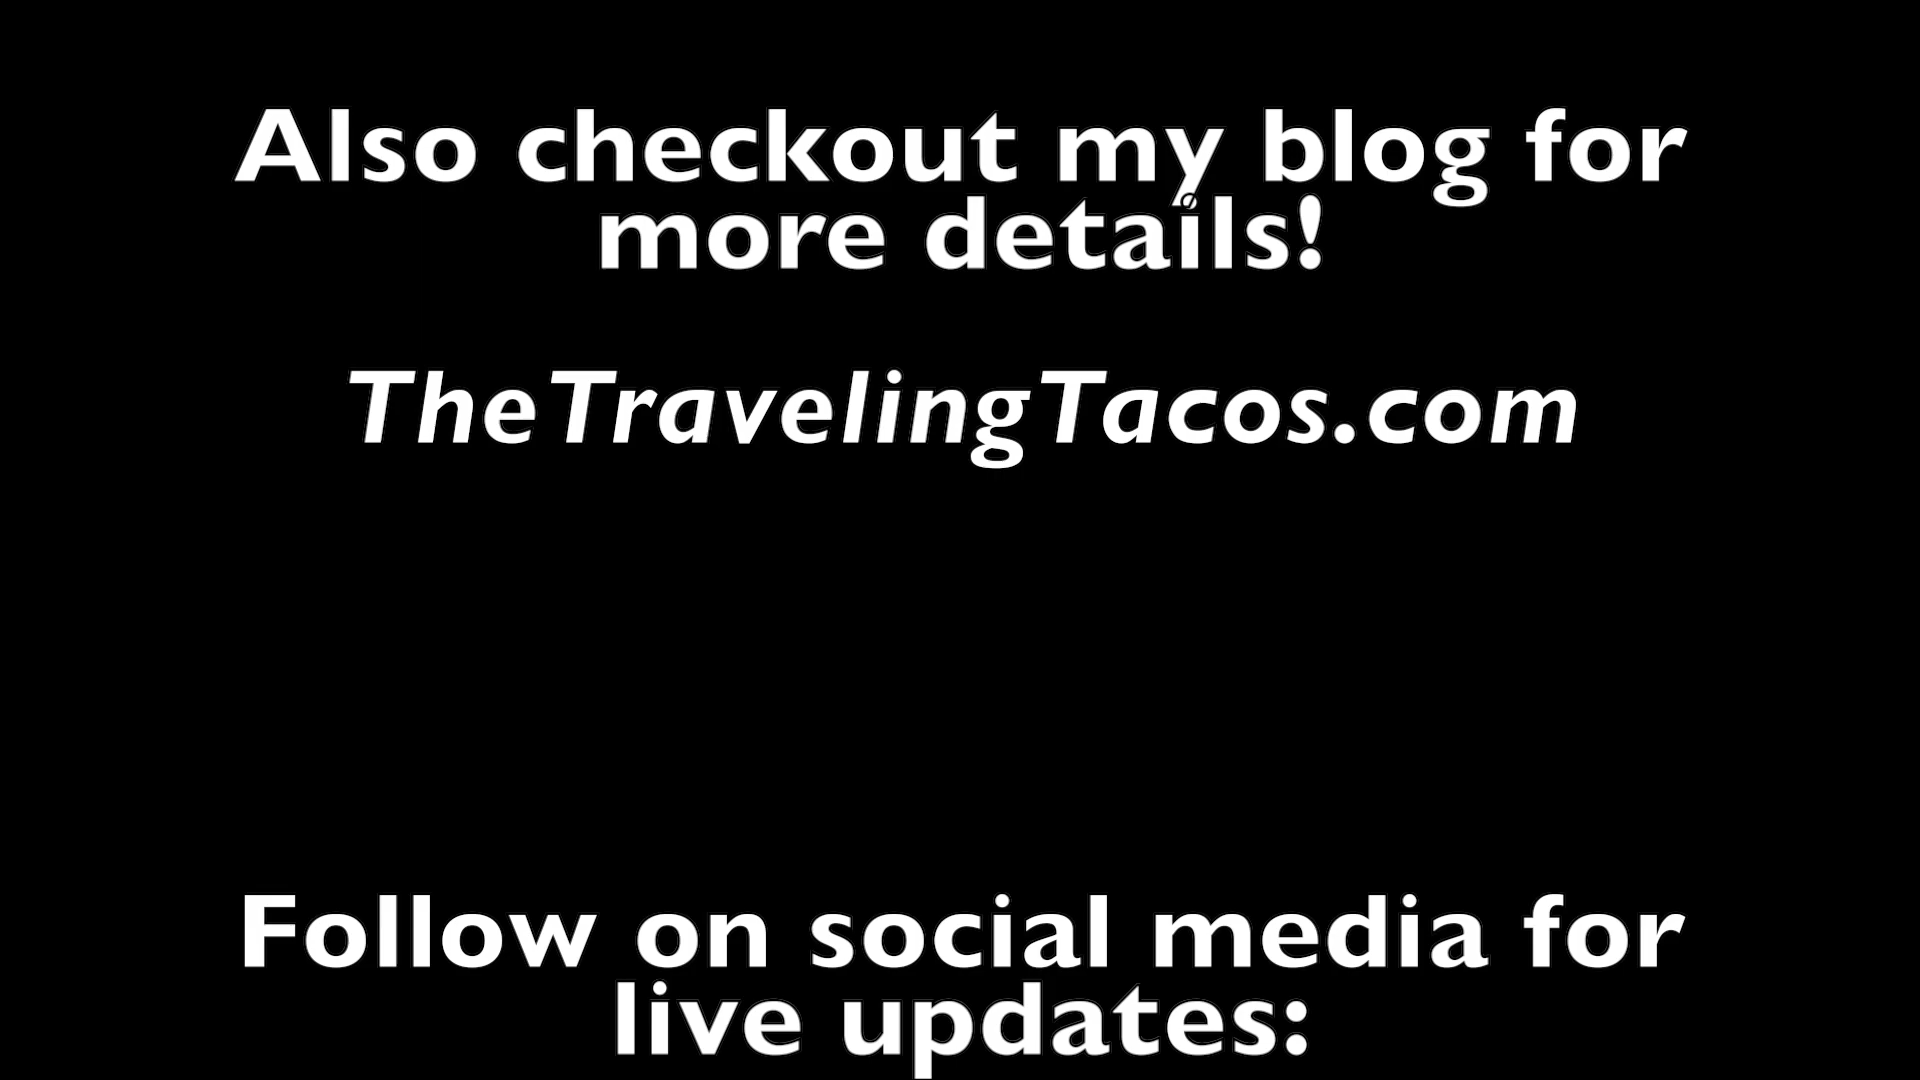 Also checkout my blog for
more details!
TheTravelingTacos.com
Follow on social media for
live updates: